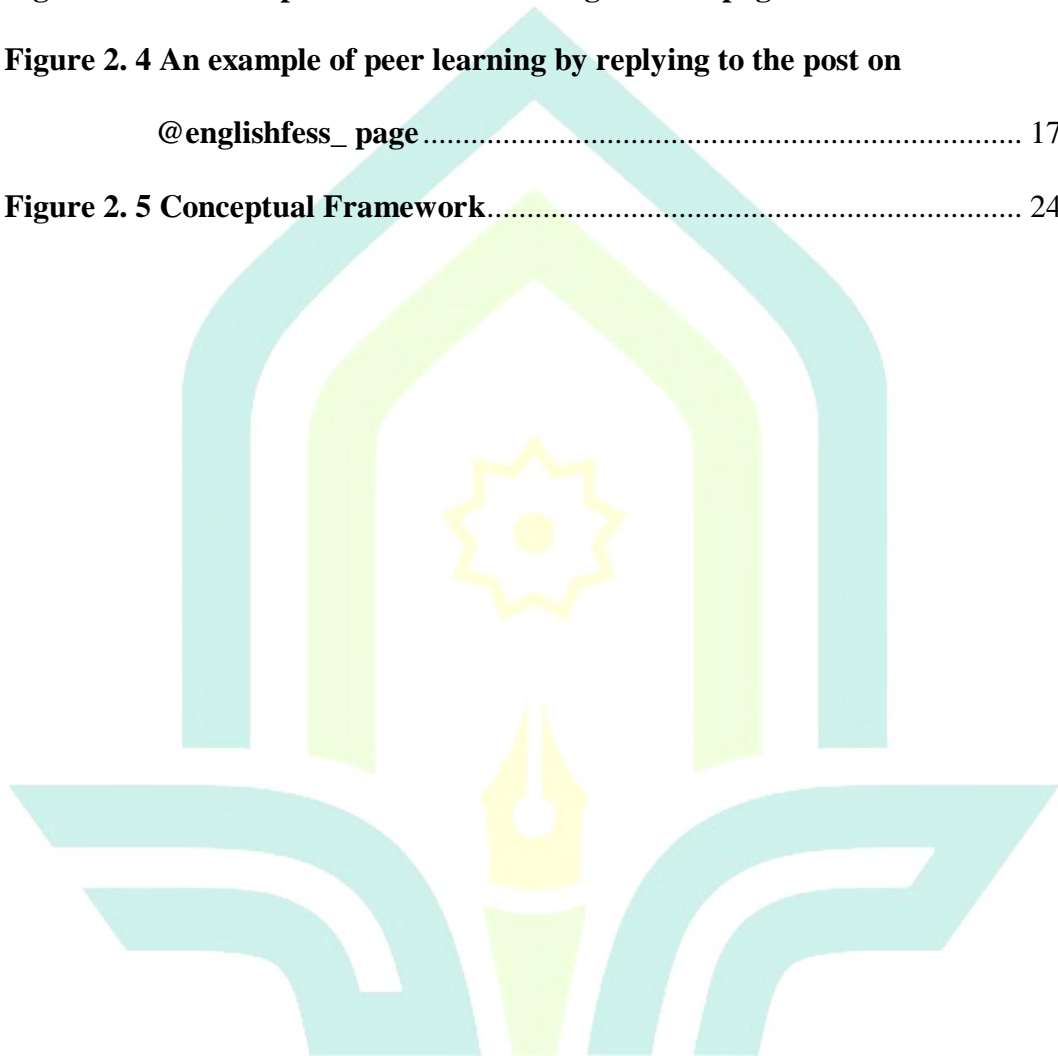 Figure 2. 4 An example of peer learning by replying to the post on
@englishfess_ page ........................................................................... 17
Figure 2. 5 Conceptual Framework.................................................................... 24